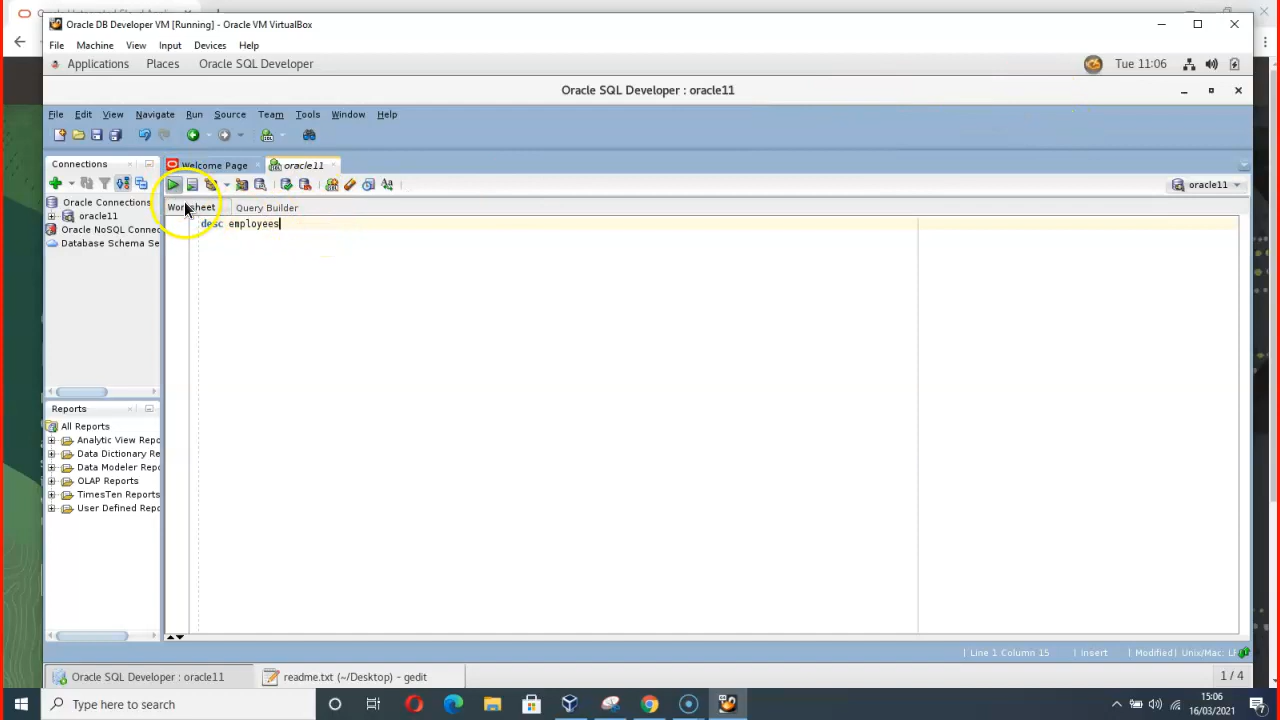 Oracle DB Developer VM [Running] - Oracle VM VirtualBox
File Machine View Input Devices Help
Applications Places Oracle SQL Developer Tue 11:06
Oracle SQL Developer : oracle11
File Edit View Navigate Run Source Team Tools Window Help
Connections
Welcome Page oracle11
oracle11
Worksheet Query Builder
Oracle Connections
oracle11
Oracle NoSQL Connec
Database Schema Se
desc employees
Reports
All Reports
Analytic View Repo
Data Dictionary Re
Data Modeler Repo
OLAP Reports
TimesTen Reports
User Defined Repo
Line 1 Column 15 Insert Modified Unix/Mac: LF
Oracle SQL Developer : oracle11 readme.txt (~/Desktop) - gedit 1 / 4
Type here to search
15:06
16/03/2021
7